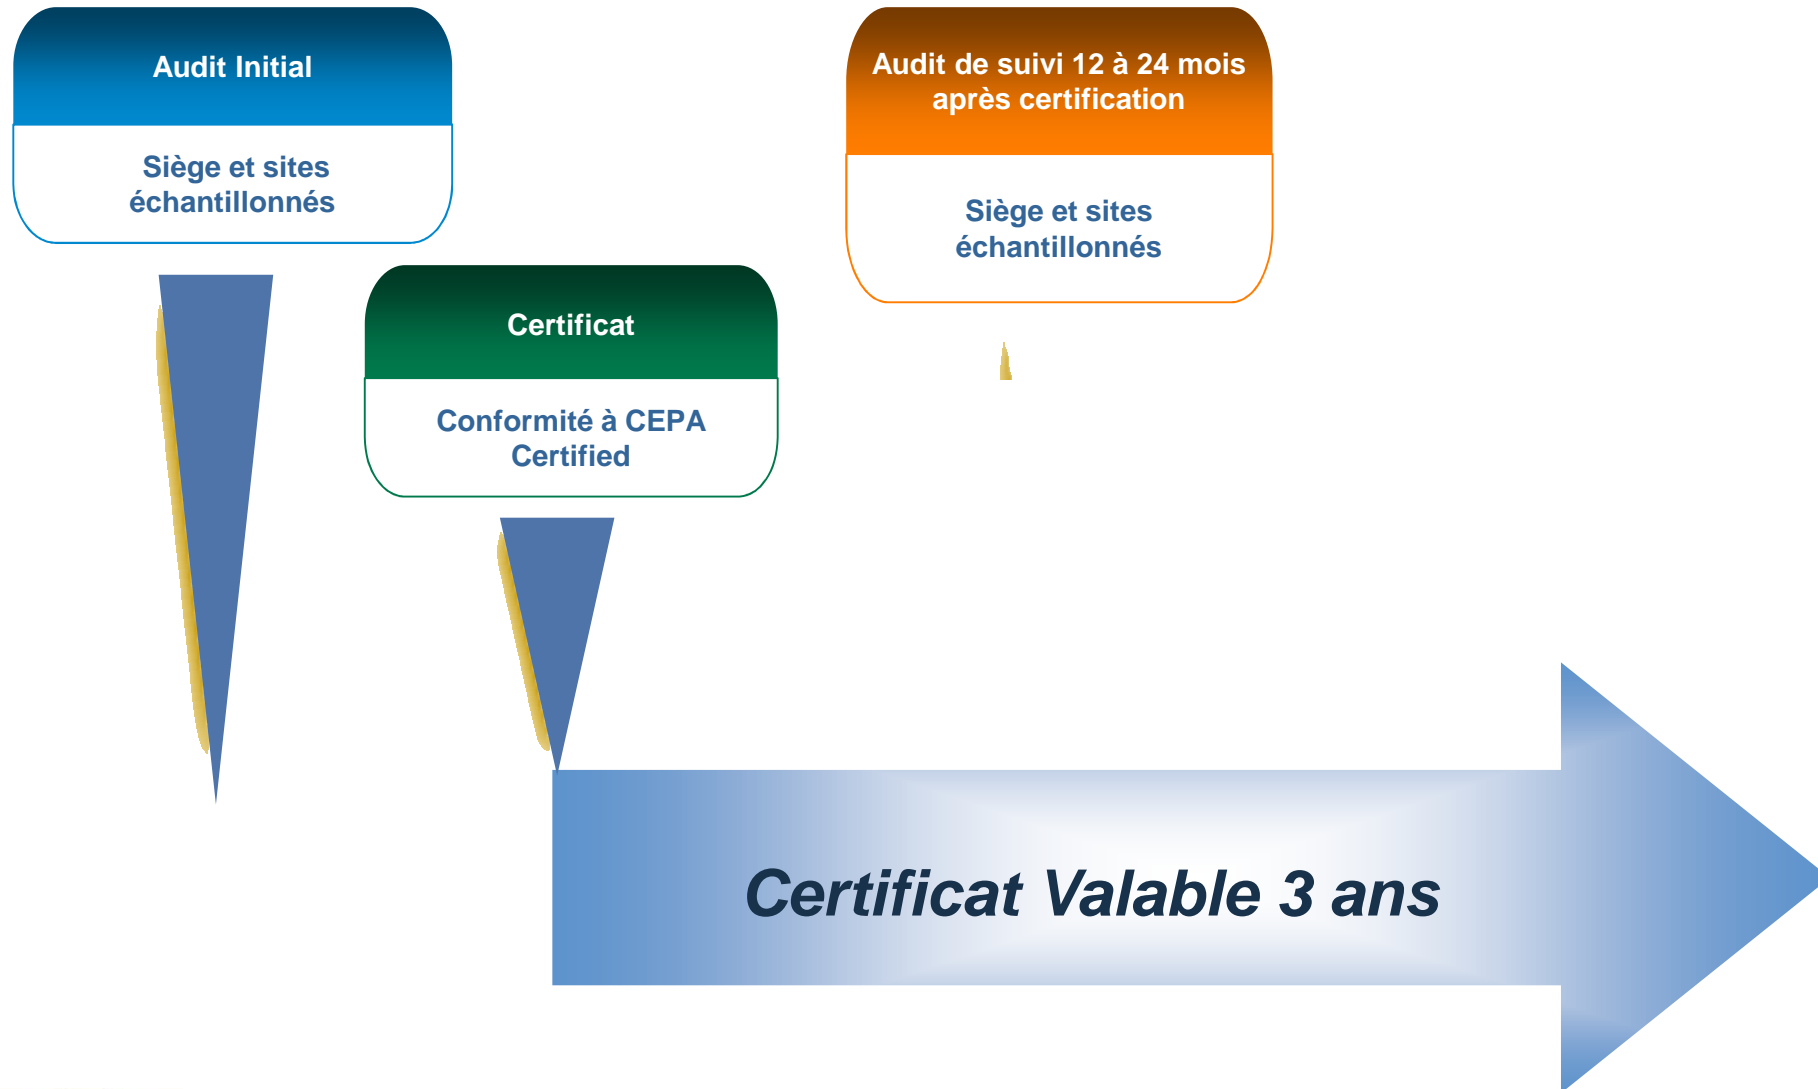 Audit Initial
Siège et sites
échantillonnés
Certificat
Conformité à CEPA
Certified
Audit de suivi 12 à 24 mois
après certification
Siège et sites
échantillonnés
Certificat Valable 3 ans